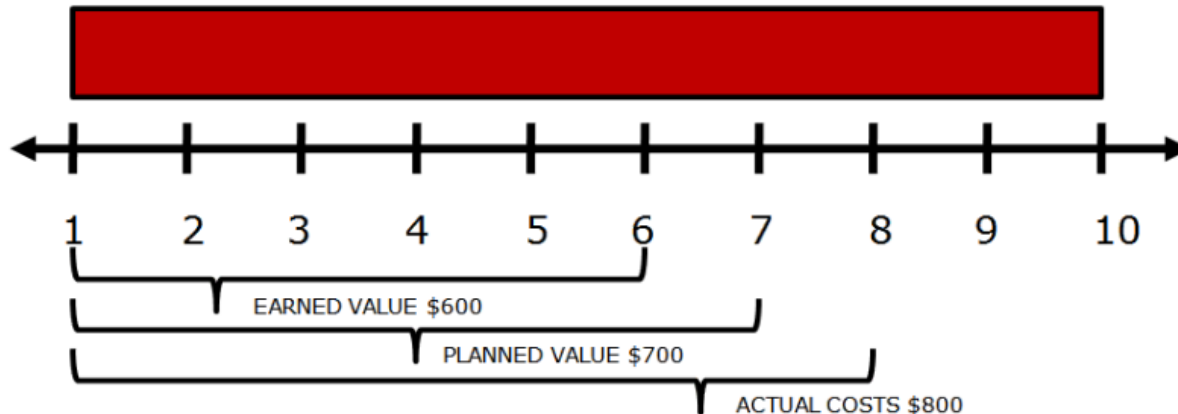 1 2 3 4 5 6 7 8 9 10
EARNED VALUE $600
PLANNED VALUE $700
ACTUAL COSTS $800